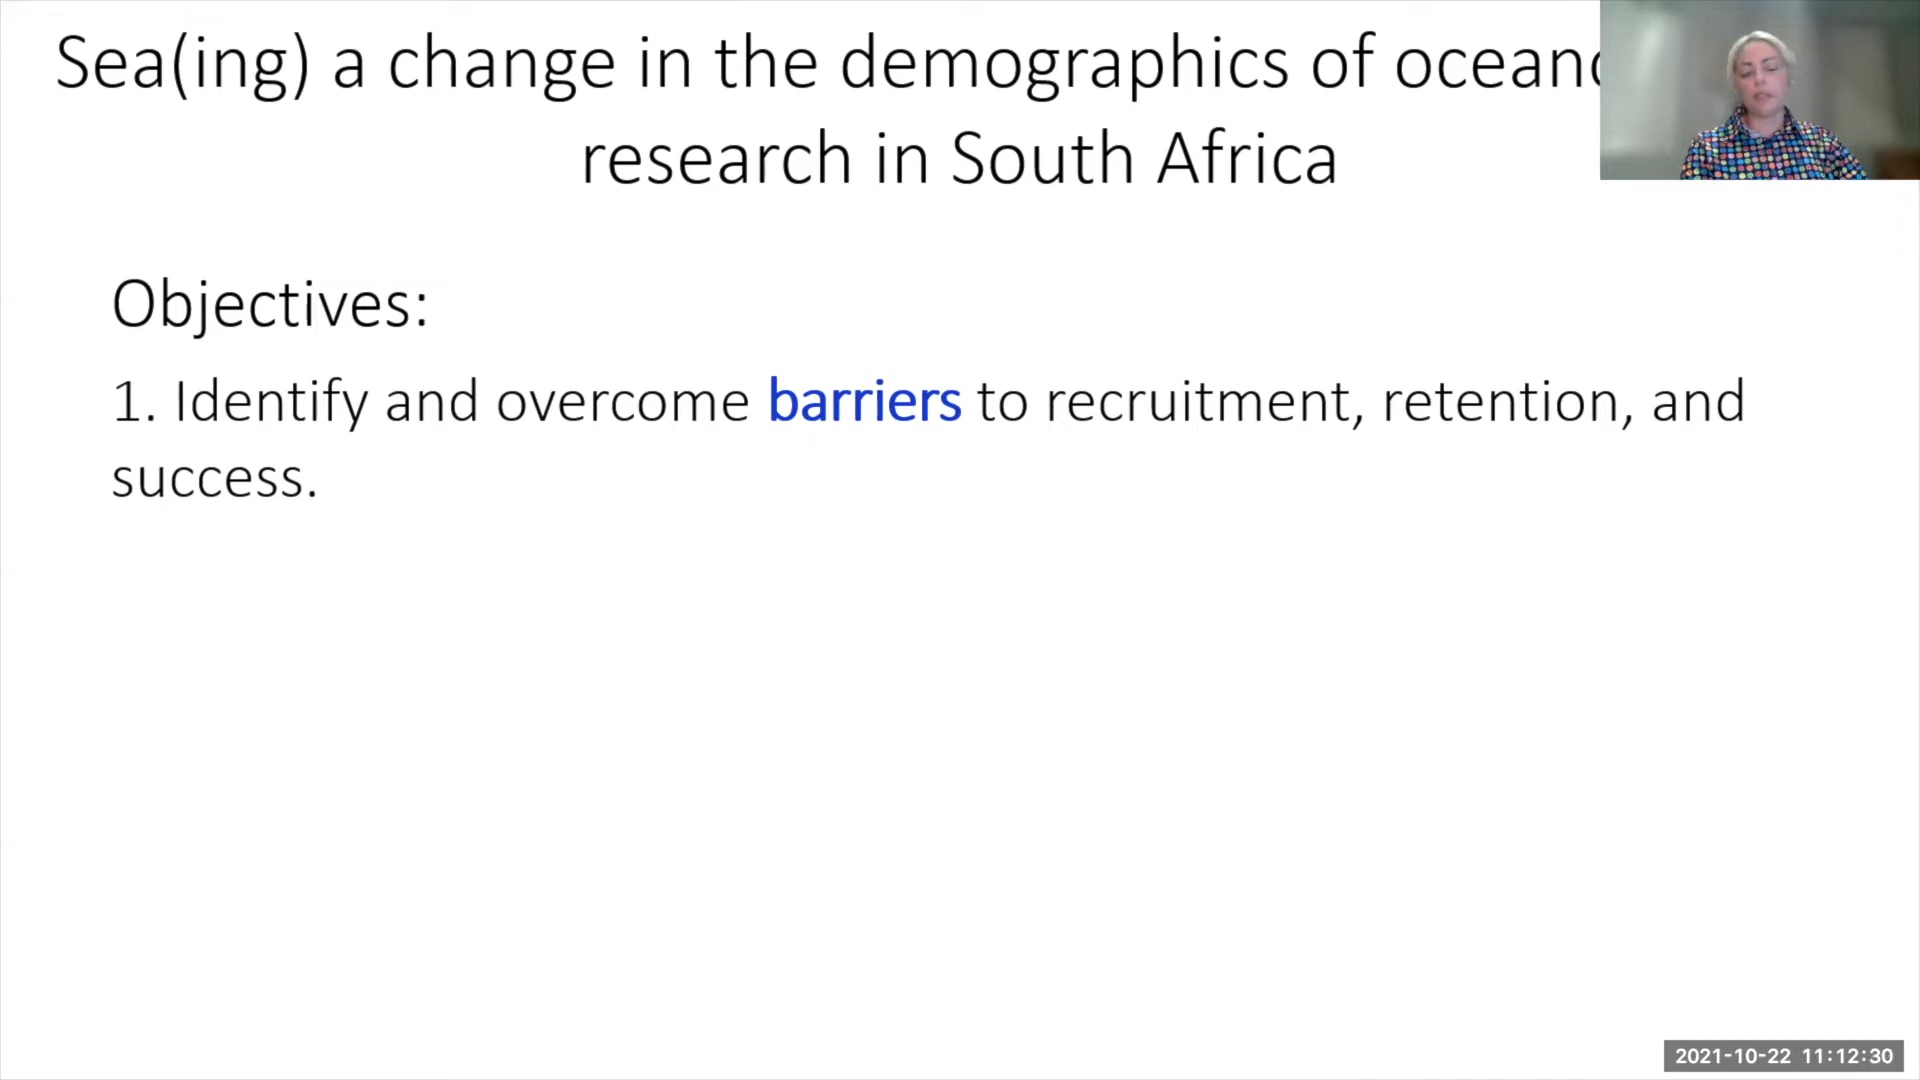 Sea(ing) a change in the demographics of
research in South Africa
Objectives:
1. Identify and overcome barriers to recruitment, retention, and
success.
2021-10-22 11:12:30